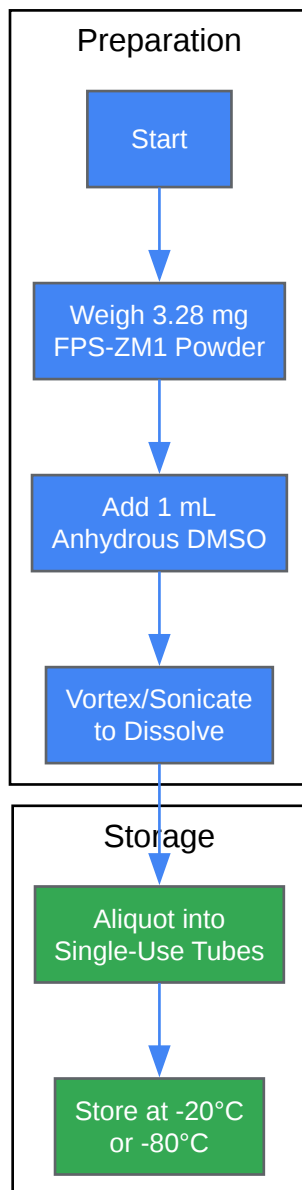 Preparation
Start
Weigh 3.28 mg
FPS-ZM1 Powder
Add 1 mL
Anhydrous DMSO
Vortex/Sonicate
to Dissolve
Storage
Aliquot into
Single-Use Tubes
Store at -20°C
or -80°C